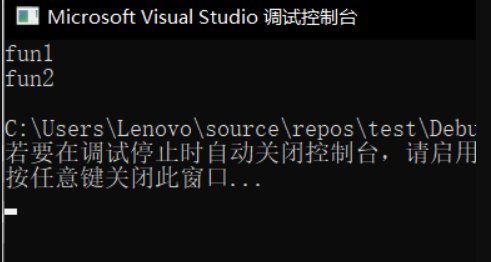 Microsoft Visual Studio 调试控制台
fun1
fun2
C:\Users\Lenovo\source\repos\test\Debu
若要在调试停止时自动关闭控制台，请启用
按任意键关闭此窗口...